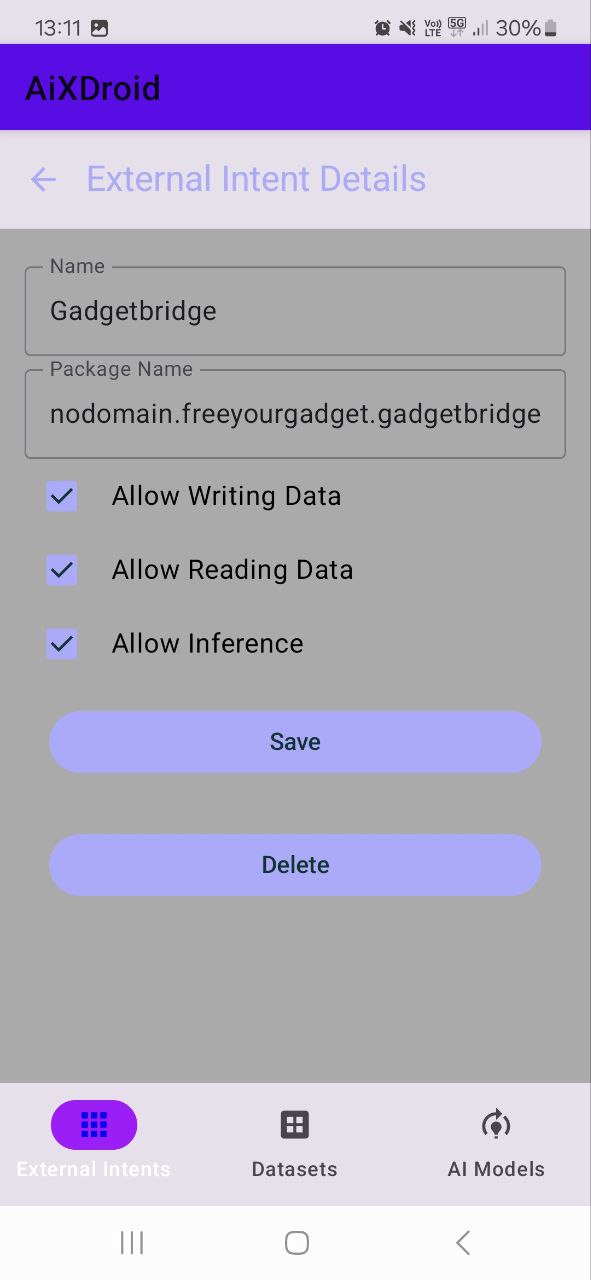 13:11 Vo)) LTE 5G 30%
AiXDroid
External Intent Details
Name
Gadgetbridge
Package Name
nodomain.freeyourgadget.gadgetbridge
Allow Writing Data
Allow Reading Data
Allow Inference
Save
Delete
External Intents Datasets AI Models